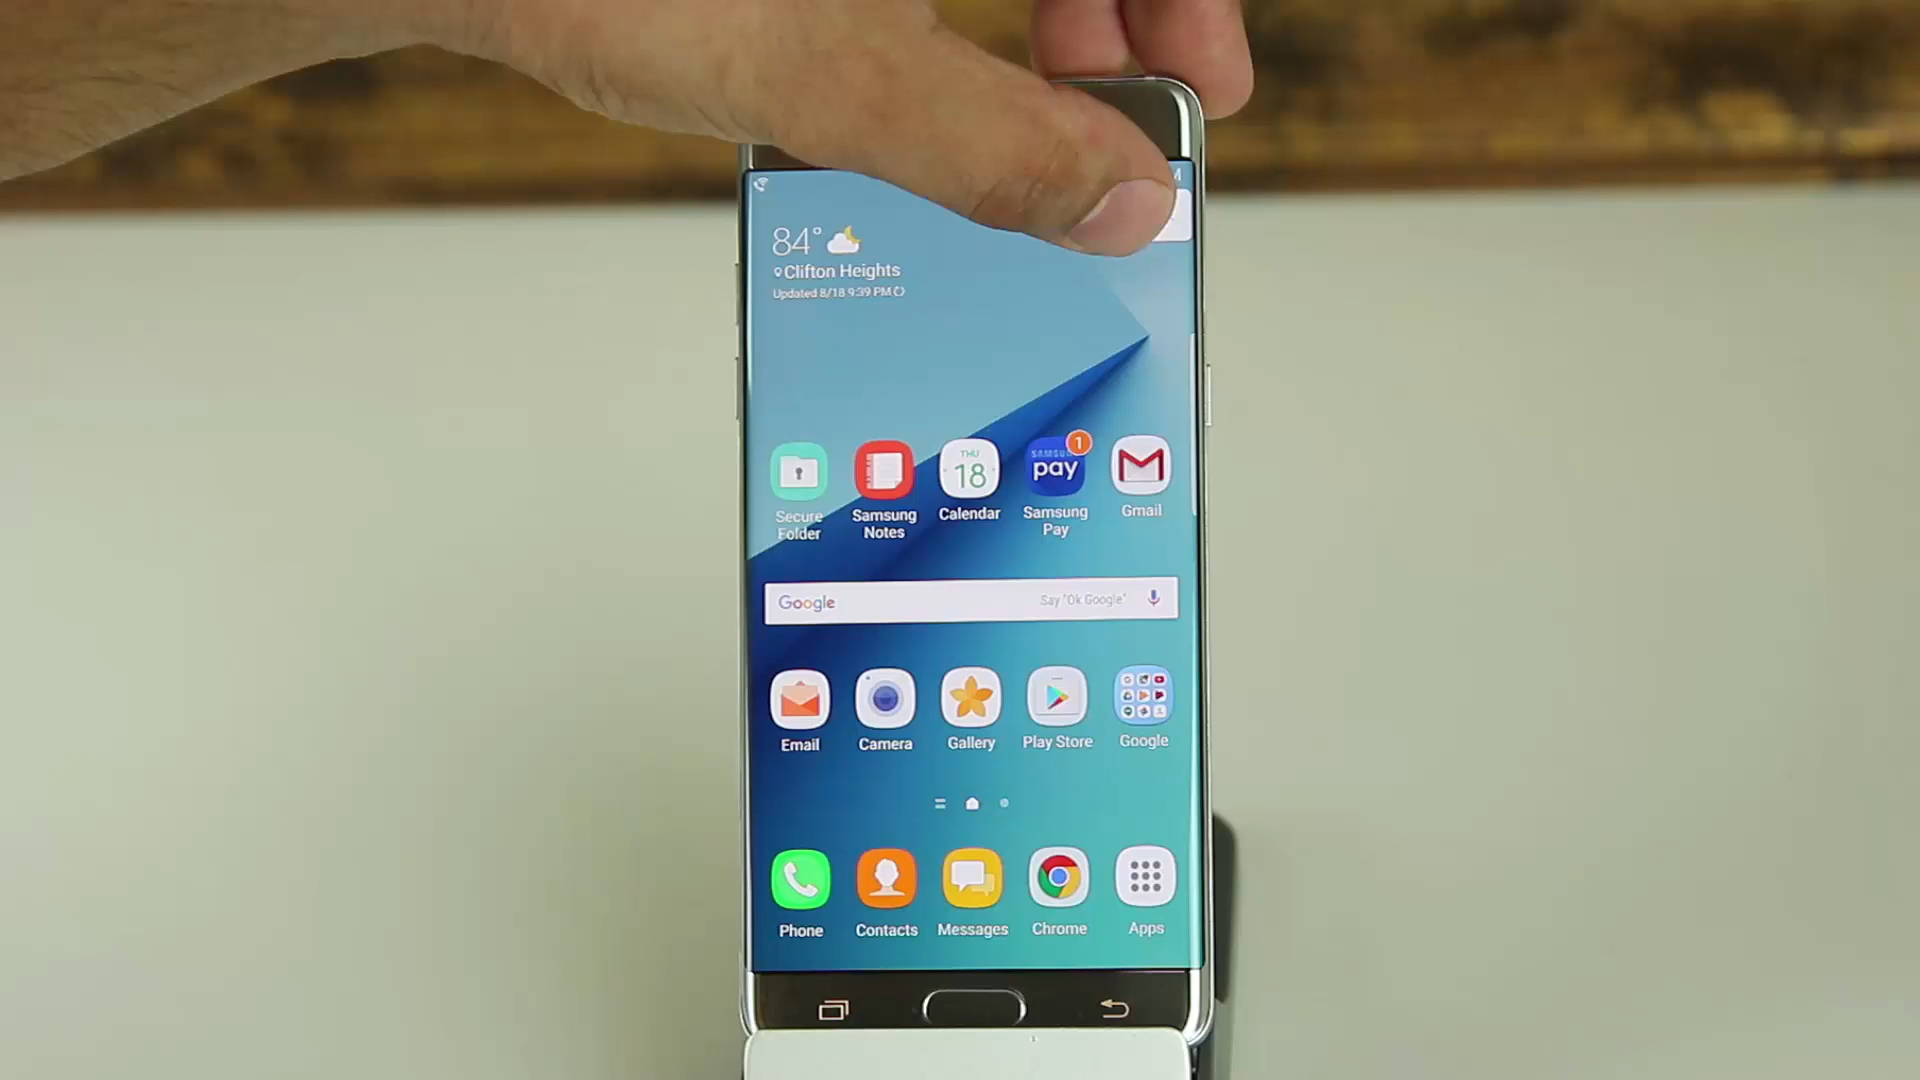 M
84°
Clifton Heights
Updated 8/18 9:39 PM
THU
18
1
SAMSU
pay
Secure
Folder
Samsung
Notes
Calendar
Samsung
Pay
Gmail
Google
Say "Ok Google"
Email
Camera
Gallery
Play Store
Google
Phone
Contacts
Messages
Chrome
Apps